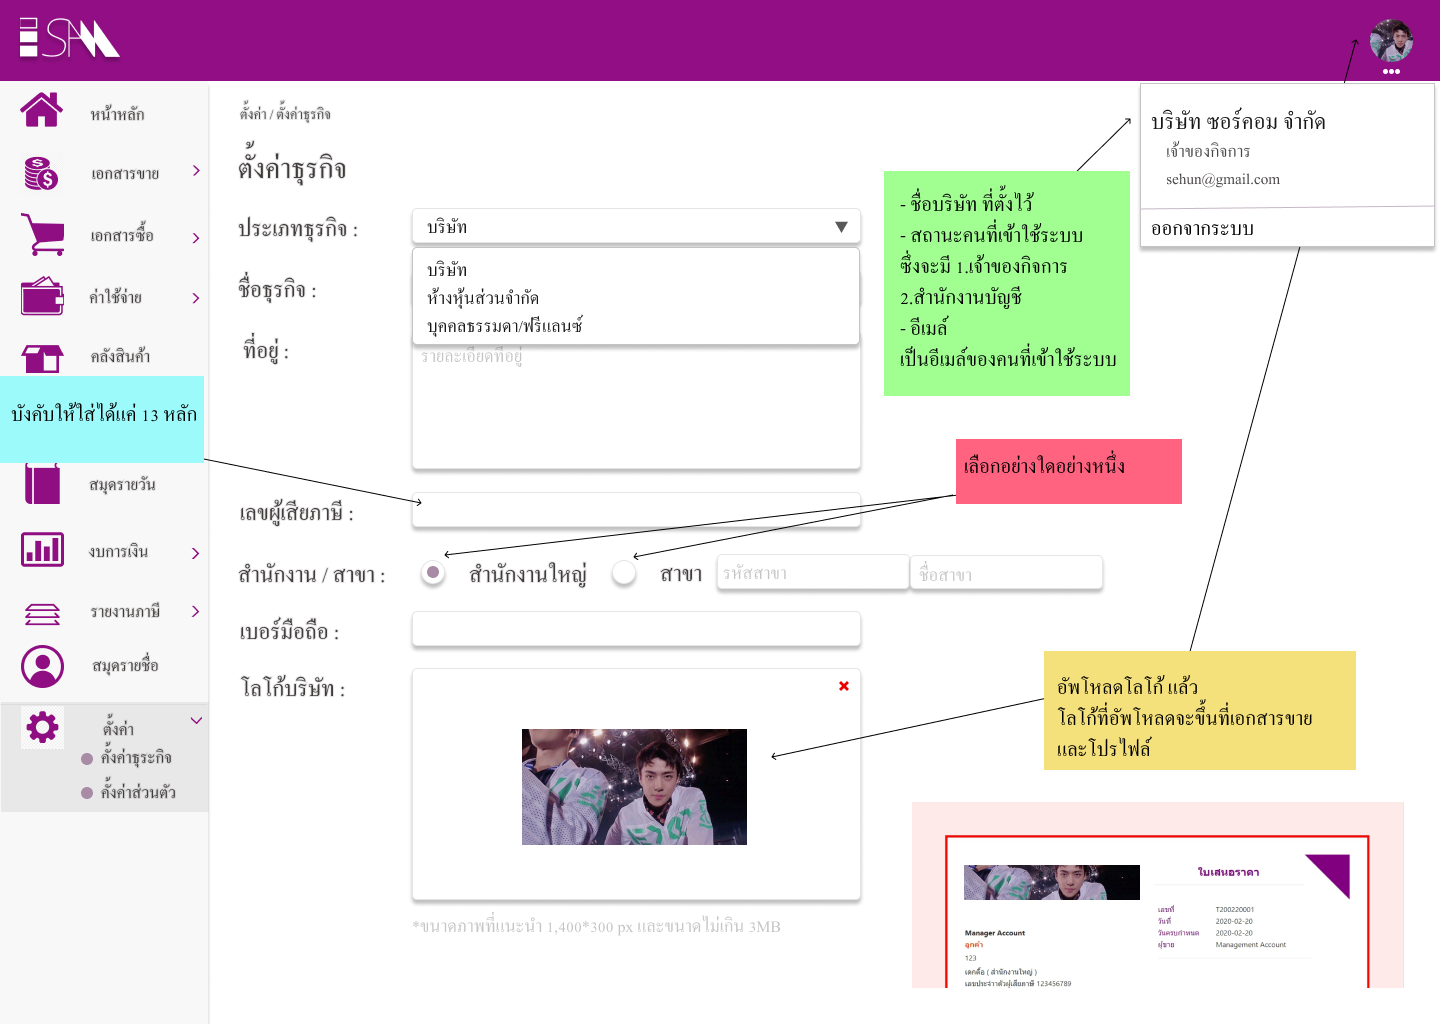 SAM
บริษัท ซอร์คอม จำกัด
เจ้าของกิจการ
sehun@gmail.com
ออกจากระบบ
หน้าหลัก
เอกสารขาย
เอกสารซื้อ
ค่าใช้จ่าย
คลังสินค้า
บังคับให้ใส่ได้แค่ 13 หลัก
สมุดรายวัน
งบการเงิน
รายงานภาษี
สมุดรายชื่อ
ตั้งค่า
คั้งค่าธุระกิจ
คั้งค่าส่วนตัว
ตั้งค่า / ตั้งค่าธุรกิจ
ตั้งค่าธุรกิจ
ประเภทธุรกิจ :
บริษัท
บริษัท
ห้างหุ้นส่วนจำกัด
บุคคลธรรมดา/ฟรีแลนซ์
ชื่อธุรกิจ :
ที่อยู่ :
รายละเอียดที่อยู่
เลขผู้เสียภาษี :
สำนักงาน / สาขา :
สำนักงานใหญ่
สาขา
รหัสสาขา
ชื่อสาขา
เบอร์มือถือ :
โลโก้บริษัท :
*ขนาดภาพที่แนะนำ 1,400*300 px และขนาดไม่เกิน 3MB
- ชื่อบริษัท ที่ตั้งไว้
- สถานะคนที่เข้าใช้ระบบ
ซึ่งจะมี 1.เจ้าของกิจการ
2.สำนักงานบัญชี
- อีเมล์
เป็นอีเมล์ของคนที่เข้าใช้ระบบ
เลือกอย่างใดอย่างหนึ่ง
อัพโหลดโลโก้ แล้ว
โลโก้ที่อัพโหลดจะขึ้นที่เอกสารขาย
และโปรไฟล์
ใบเสนอราคา
เลขที่ T200220001
วันที่ 2020-02-20
วันครบกำหนด 2020-02-20
ผู้ขาย Management Account
Manager Account
ลูกค้า
123
เดกดื้อ ( สำนักงานใหญ่ )
เลขประจำตัวผู้เสียภาษี 123456789